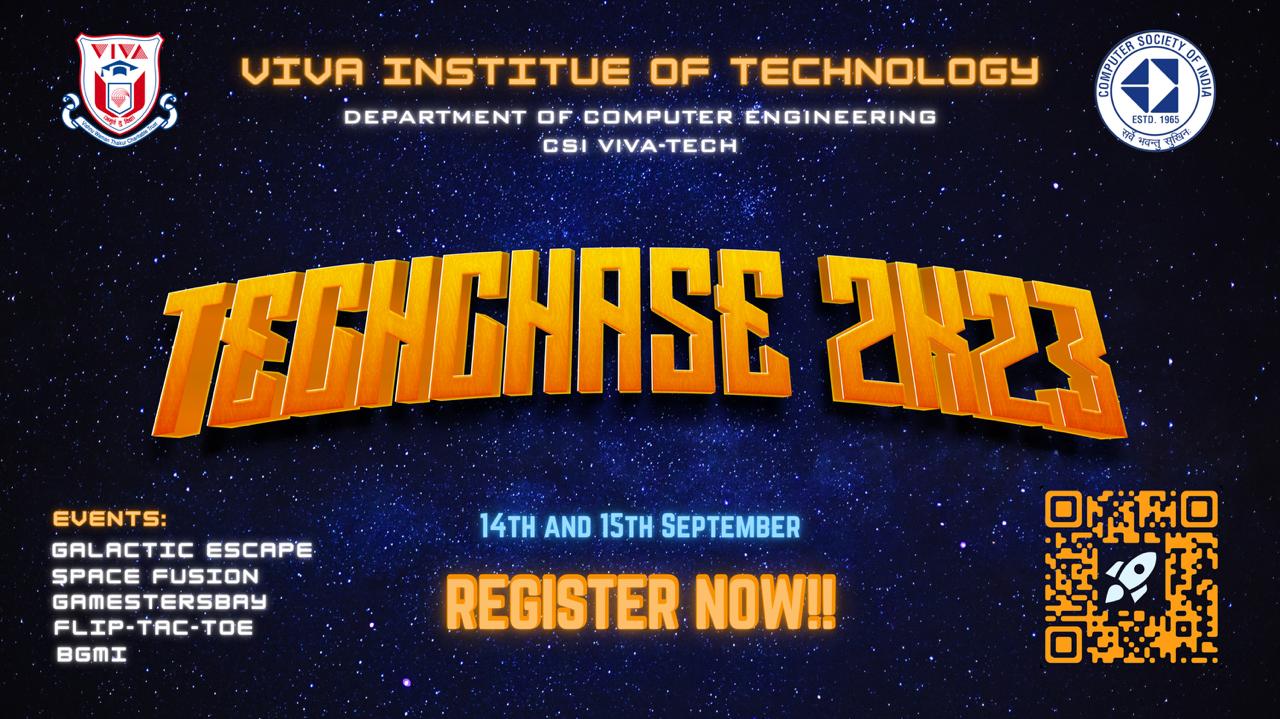 VIVA
VIVA INSTITUE OF TECHNOLOGY
COMPUTER SOCIETY OF INDIA
ESTD. 1965
सर्वे भवन्तु सुखिनः
DEPARTMENT OF COMPUTER ENGINEERING
CSI VIVA-TECH
TECHCHASE 2K23
EVENTS:
GALACTIC ESCAPE
SPACE FUSION
GAMESTERSBAY
FLIP-TAC-TOE
BGMI
14TH AND 15TH SEPTEMBER
REGISTER NOW!!